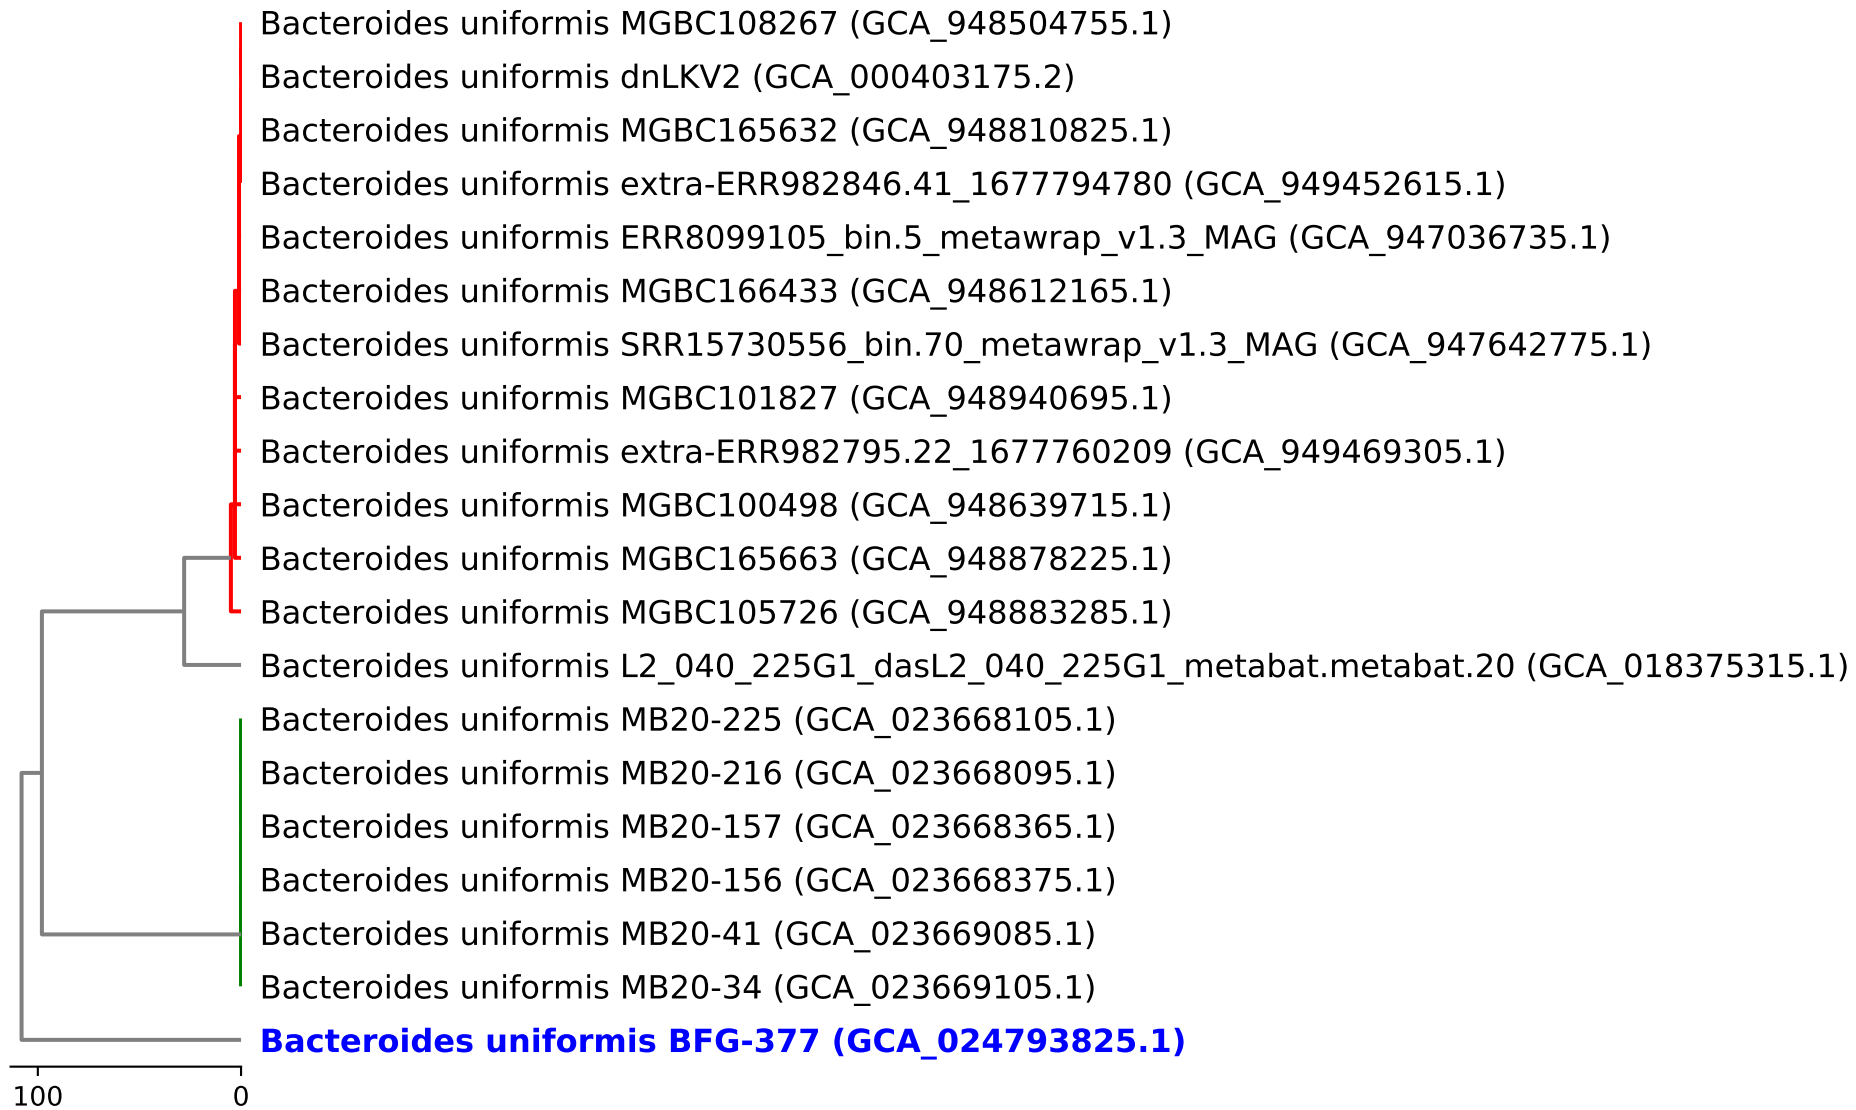 Bacteroides uniformis MGBC108267 (GCA_948504755.1)
Bacteroides uniformis dnLKV2 (GCA_000403175.2)
Bacteroides uniformis MGBC165632 (GCA_948810825.1)
Bacteroides uniformis extra-ERR982846.41_1677794780 (GCA_949452615.1)
Bacteroides uniformis ERR8099105_bin.5_metawrap_v1.3_MAG (GCA_947036735.1)
Bacteroides uniformis MGBC166433 (GCA_948612165.1)
Bacteroides uniformis SRR15730556_bin.70_metawrap_v1.3_MAG (GCA_947642775.1)
Bacteroides uniformis MGBC101827 (GCA_948940695.1)
Bacteroides uniformis extra-ERR982795.22_1677760209 (GCA_949469305.1)
Bacteroides uniformis MGBC100498 (GCA_948639715.1)
Bacteroides uniformis MGBC165663 (GCA_948878225.1)
Bacteroides uniformis MGBC105726 (GCA_948883285.1)
Bacteroides uniformis L2_040_225G1_dasL2_040_225G1_metabat.metabat.20 (GCA_018375315.1)
Bacteroides uniformis MB20-225 (GCA_023668105.1)
Bacteroides uniformis MB20-216 (GCA_023668095.1)
Bacteroides uniformis MB20-157 (GCA_023668365.1)
Bacteroides uniformis MB20-156 (GCA_023668375.1)
Bacteroides uniformis MB20-41 (GCA_023669085.1)
Bacteroides uniformis MB20-34 (GCA_023669105.1)
Bacteroides uniformis BFG-377 (GCA_024793825.1)
100 0